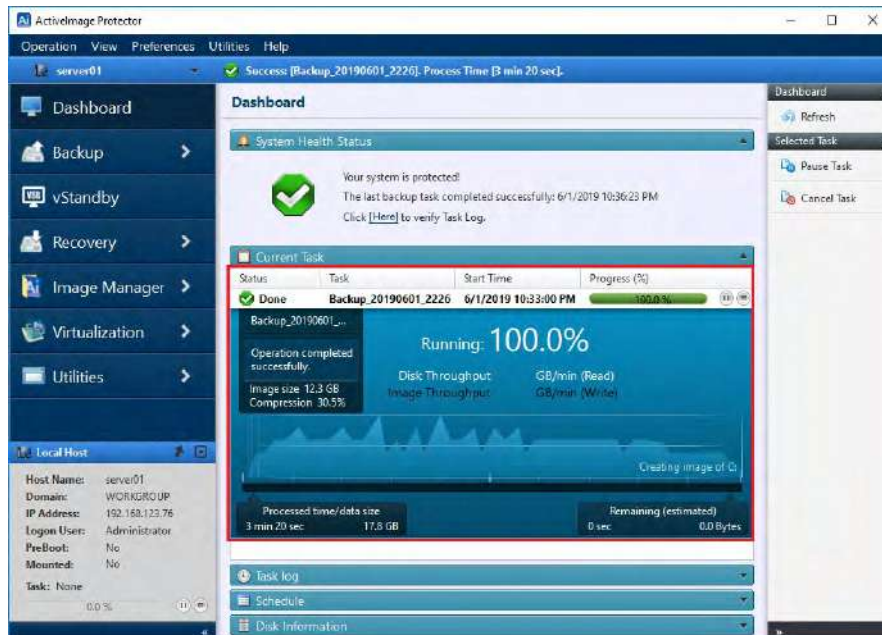 ActiveImage Protector
Operation View Preferences Utilities Help
server01
Success: [Backup_20190601_2226]. Process Time [3 min 20 sec].
Dashboard
Backup
vStandby
Recovery
Image Manager
Virtualization
Utilities
Local Host
Host Name: server01
Domain: WORKGROUP
IP Address: 192.168.123.76
Logon User: Administrator
PreBoot: No
Mounted: No
Task: None
0.0 %
Dashboard
System Health Status
Your system is protected!
The last backup task completed successfully: 6/1/2019 10:36:23 PM
Click [Here] to verify Task Log.
Current Task
Status Task Start Time Progress (%)
Done Backup_20190601_2226 6/1/2019 10:33:00 PM 100.0 %
Backup_20190601_...
Operation completed
successfully.
Image size 12.3 GB
Compression 30.5%
Running: 100.0%
Disk Throughput GB/min (Read)
Image Throughput GB/min (Write)
Creating image of C:
Processed time/data size
3 min 20 sec 17.8 GB
Remaining (estimated)
0 sec 0.0 Bytes
Task log
Schedule
Disk Information
Dashboard
Refresh
Selected Task
Pause Task
Cancel Task